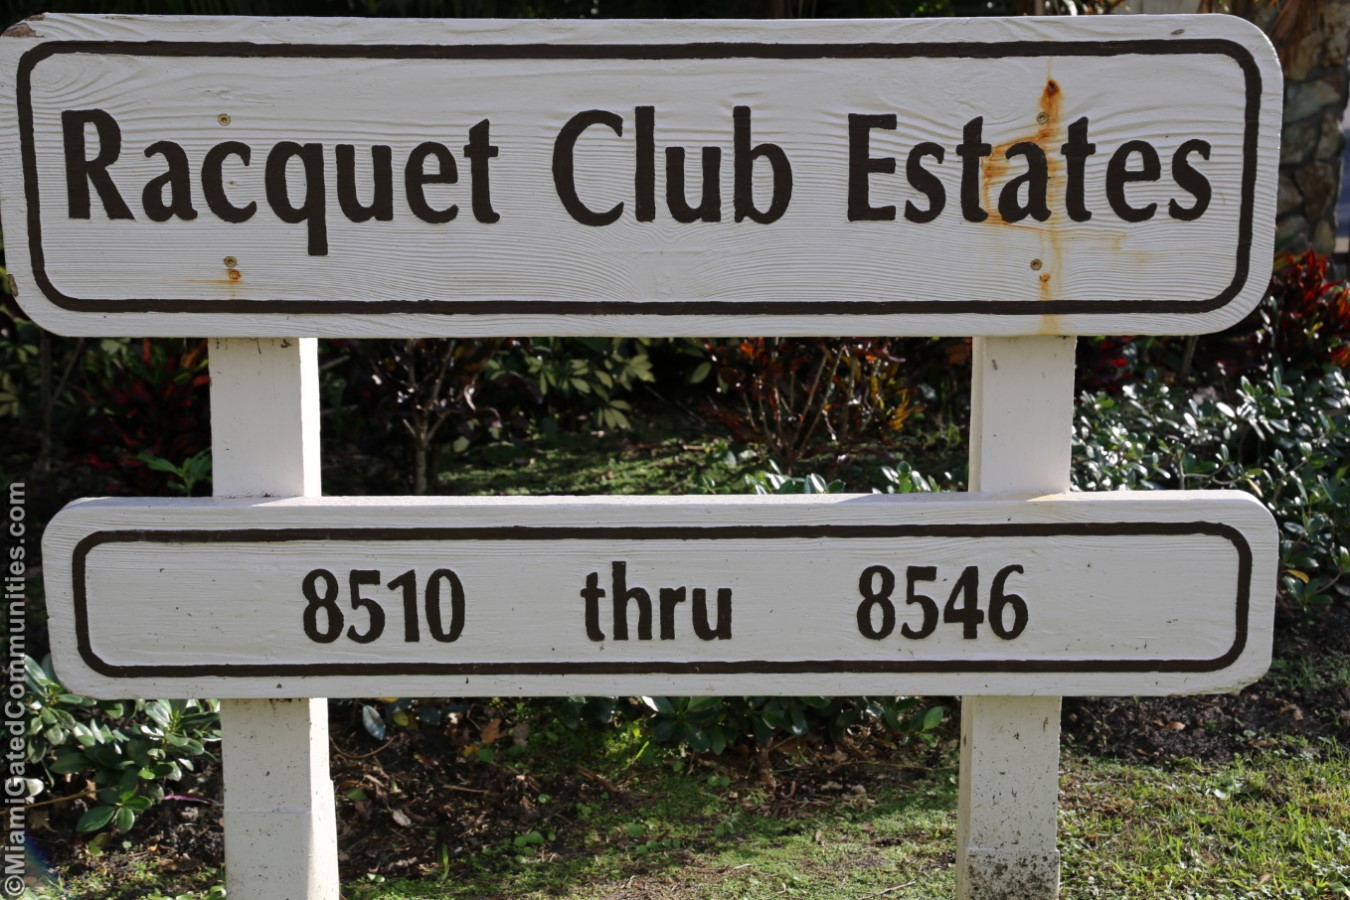 Racquet Club Estates
8510 thru 8546
©MiamiGatedCommunities.com